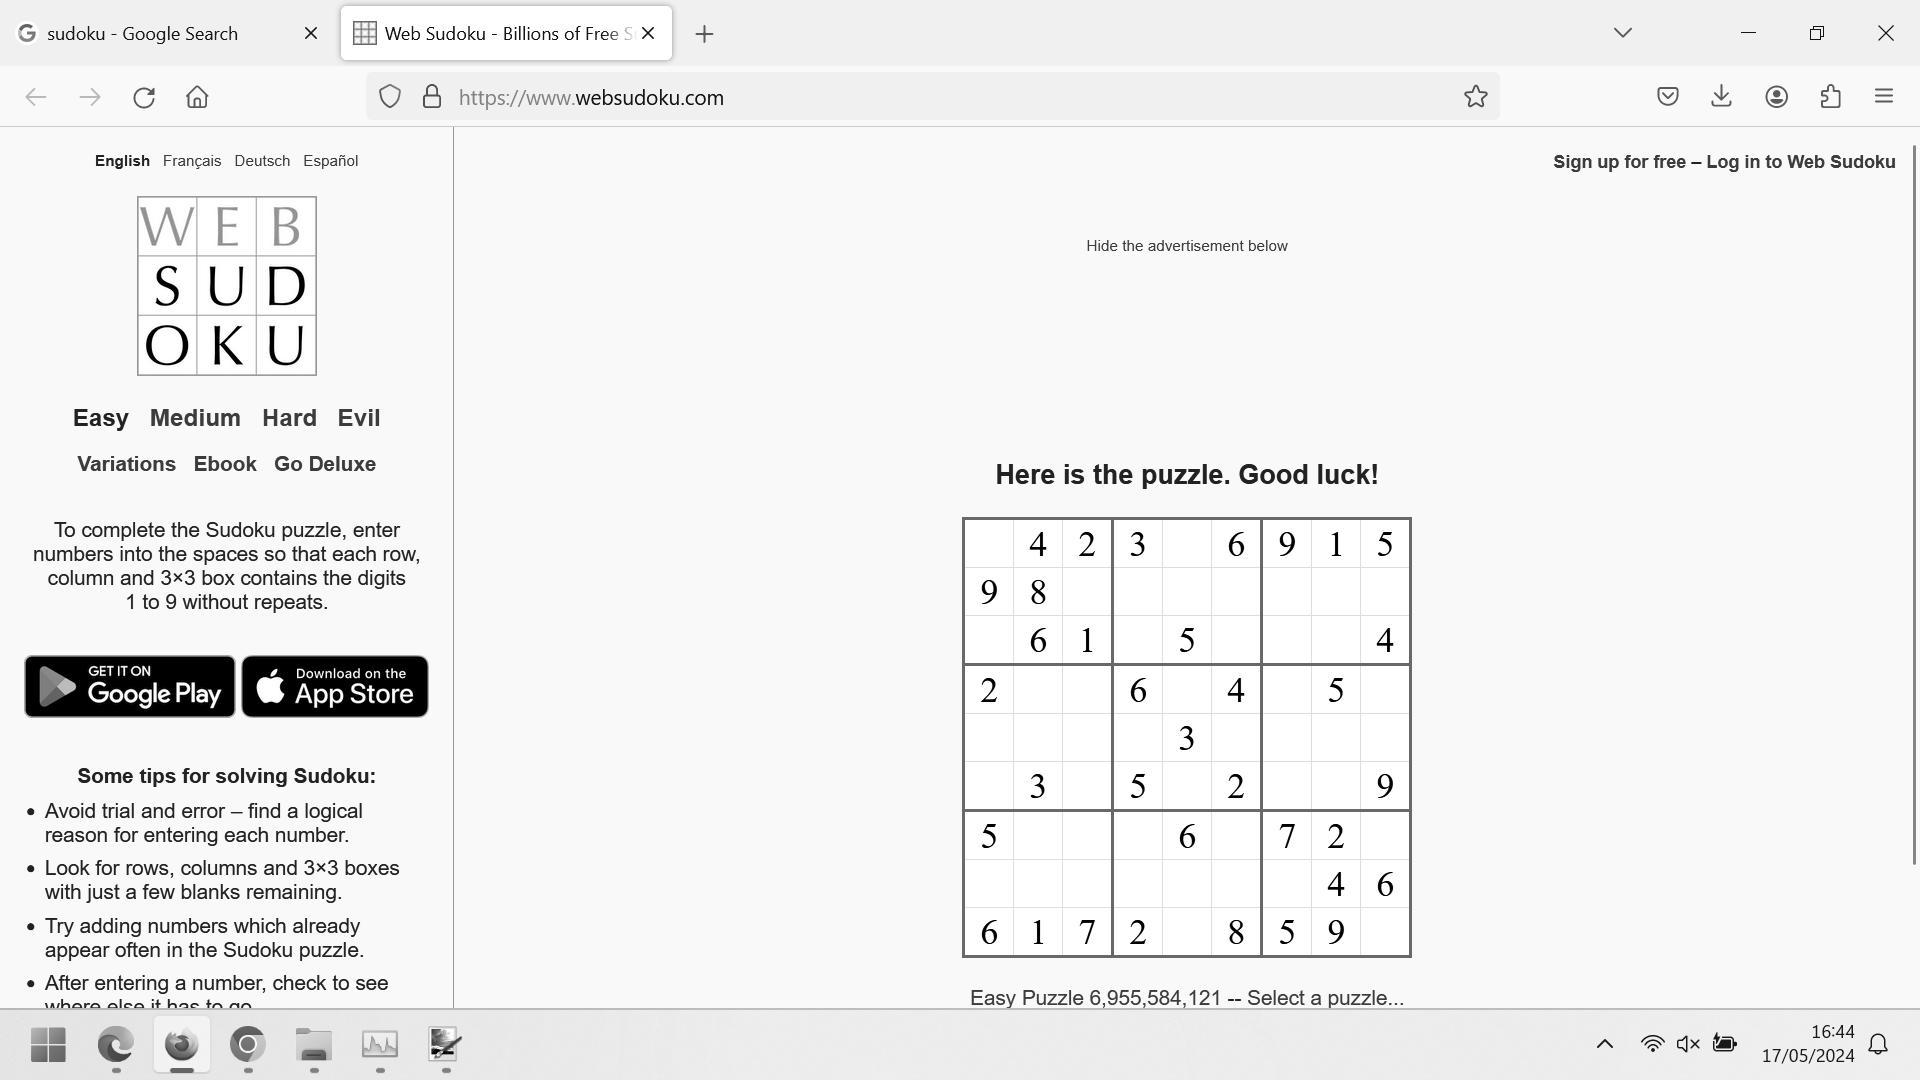 sudoku - Google Search
Web Sudoku - Billions of Free S
https://www.websudoku.com
English Français Deutsch Español
Sign up for free – Log in to Web Sudoku
WEB
SUD
OKU
Hide the advertisement below
Easy Medium Hard Evil
Variations Ebook Go Deluxe
To complete the Sudoku puzzle, enter
numbers into the spaces so that each row,
column and 3×3 box contains the digits
1 to 9 without repeats.
GET IT ON
Google Play
Download on the
App Store
Some tips for solving Sudoku:
• Avoid trial and error – find a logical
reason for entering each number.
• Look for rows, columns and 3×3 boxes
with just a few blanks remaining.
• Try adding numbers which already
appear often in the Sudoku puzzle.
• After entering a number, check to see
where else it has to go.
Here is the puzzle. Good luck!
4 2 3 6 9 1 5
9 8
6 1 5 4
2 6 4 5
3
3 5 2 9
5 6 7 2
4 6
6 1 7 2 8 5 9
Easy Puzzle 6,955,584,121 -- Select a puzzle...
16:44
17/05/2024